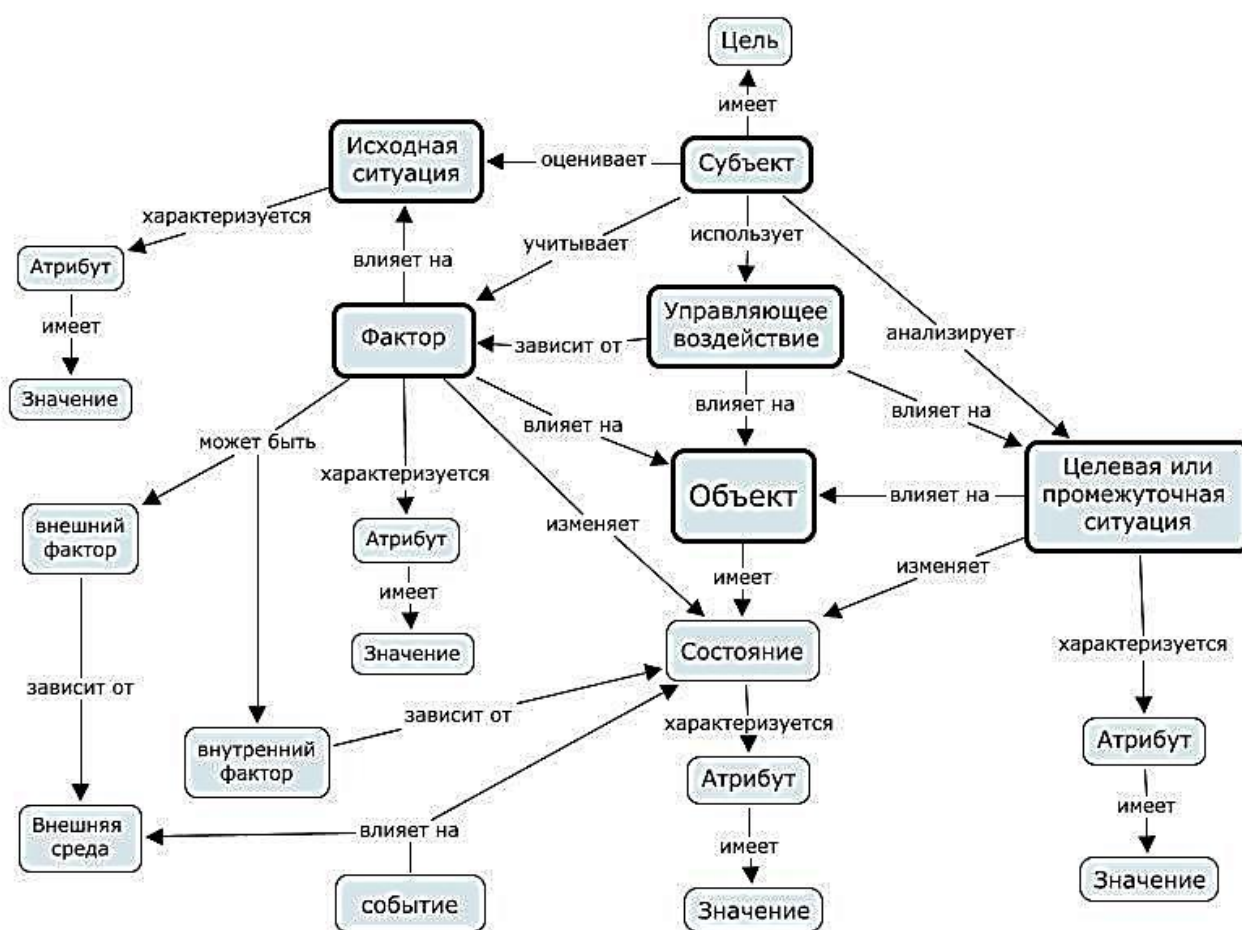 Цель
имеет
Исходная
ситуация
оценивает
Субъект
характеризуется
учитывает
использует
Атрибут
влияет на
имеет
Фактор
Управляющее
воздействие
зависит от
анализирует
Значение
влияет на
влияет на
влияет на
может быть
характеризуется
Объект
влияет на
Целевая или
промежуточная
ситуация
внешний
фактор
Атрибут
изменяет
имеет
изменяет
имеет
Значение
Состояние
характеризуется
зависит от
зависит от
характеризуется
внутренний
фактор
Атрибут
Атрибут
Внешняя
среда
влияет на
имеет
имеет
событие
Значение
Значение